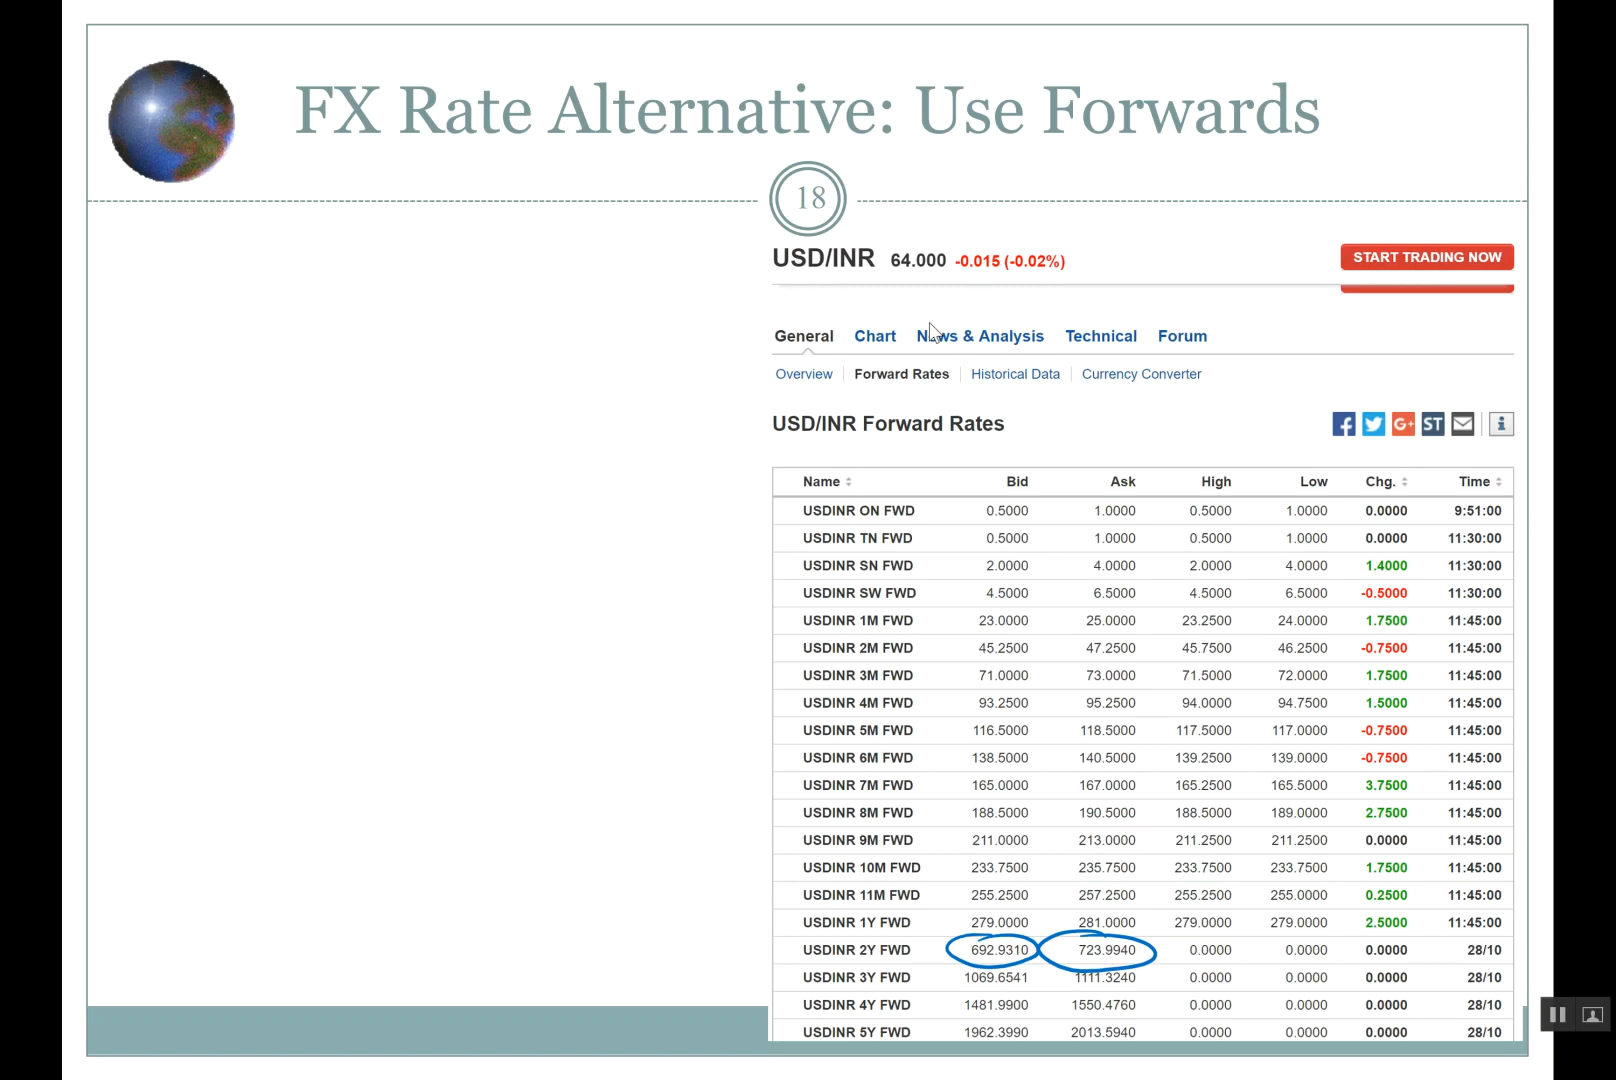 FX Rate Alternative: Use Forwards
18
USD/INR 64.000 -0.015 (-0.02%) START TRADING NOW
General Chart News & Analysis Technical Forum
Overview Forward Rates Historical Data Currency Converter
USD/INR Forward Rates G+ ST i
Name Bid Ask High Low Chg. Time
USDINR ON FWD 0.5000 1.0000 0.5000 1.0000 0.0000 9:51:00
USDINR TN FWD 0.5000 1.0000 0.5000 1.0000 0.0000 11:30:00
USDINR SN FWD 2.0000 4.0000 2.0000 4.0000 1.4000 11:30:00
USDINR SW FWD 4.5000 6.5000 4.5000 6.5000 -0.5000 11:30:00
USDINR 1M FWD 23.0000 25.0000 23.2500 24.0000 1.7500 11:45:00
USDINR 2M FWD 45.2500 47.2500 45.7500 46.2500 -0.7500 11:45:00
USDINR 3M FWD 71.0000 73.0000 71.5000 72.0000 1.7500 11:45:00
USDINR 4M FWD 93.2500 95.2500 94.0000 94.7500 1.5000 11:45:00
USDINR 5M FWD 116.5000 118.5000 117.5000 117.0000 -0.7500 11:45:00
USDINR 6M FWD 138.5000 140.5000 139.2500 139.0000 -0.7500 11:45:00
USDINR 7M FWD 165.0000 167.0000 165.2500 165.5000 3.7500 11:45:00
USDINR 8M FWD 188.5000 190.5000 188.5000 189.0000 2.7500 11:45:00
USDINR 9M FWD 211.0000 213.0000 211.2500 211.2500 0.0000 11:45:00
USDINR 10M FWD 233.7500 235.7500 233.7500 233.7500 1.7500 11:45:00
USDINR 11M FWD 255.2500 257.2500 255.2500 255.0000 0.2500 11:45:00
USDINR 1Y FWD 279.0000 281.0000 279.0000 279.0000 2.5000 11:45:00
USDINR 2Y FWD 692.9310 723.9940 0.0000 0.0000 0.0000 28/10
USDINR 3Y FWD 1069.6541 1111.3240 0.0000 0.0000 0.0000 28/10
USDINR 4Y FWD 1481.9900 1550.4760 0.0000 0.0000 0.0000 28/10
USDINR 5Y FWD 1962.3990 2013.5940 0.0000 0.0000 0.0000 28/10